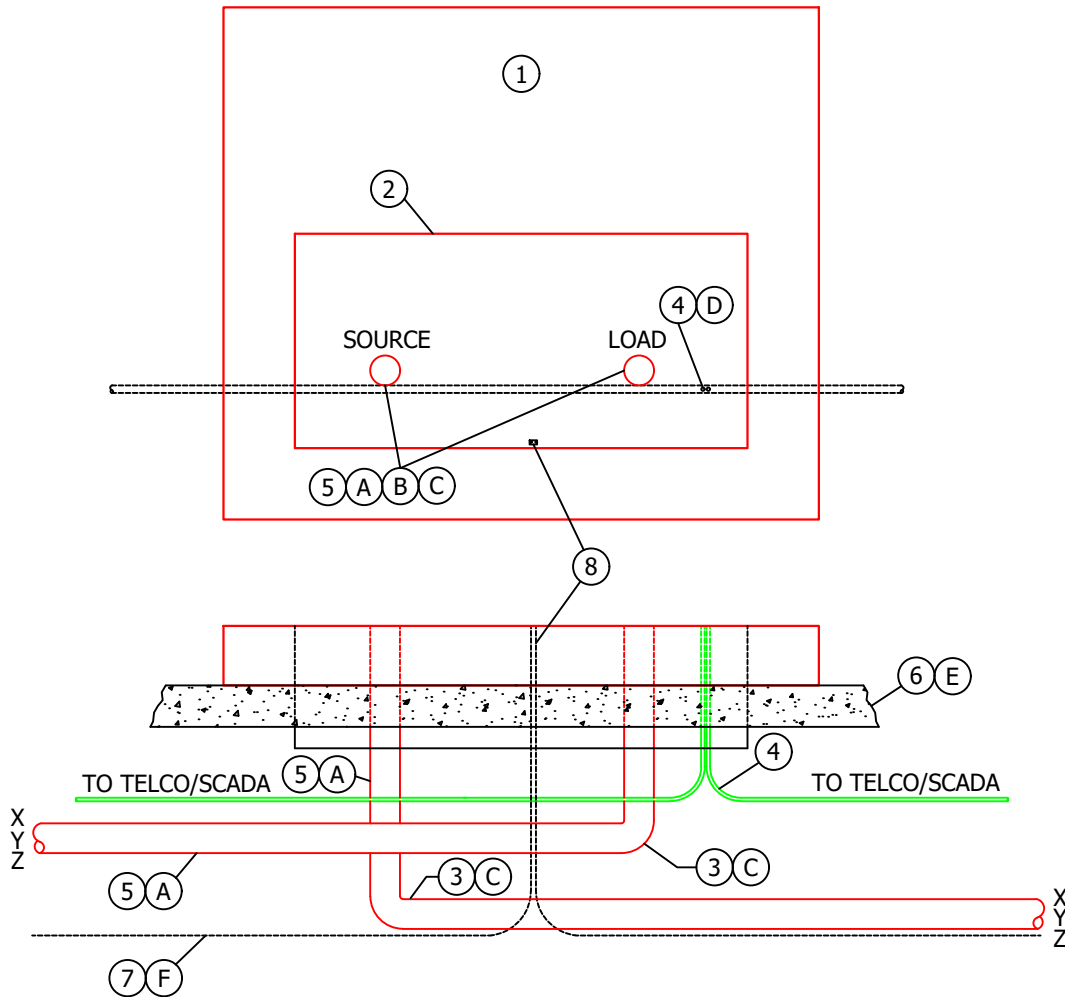 1
2
4 D
SOURCE LOAD
5 A B C
8
6 E
5 A
4
TO TELCO/SCADA
TO TELCO/SCADA
X
Y
Z
3 C
3 C
5 A
X
Y
Z
7 F